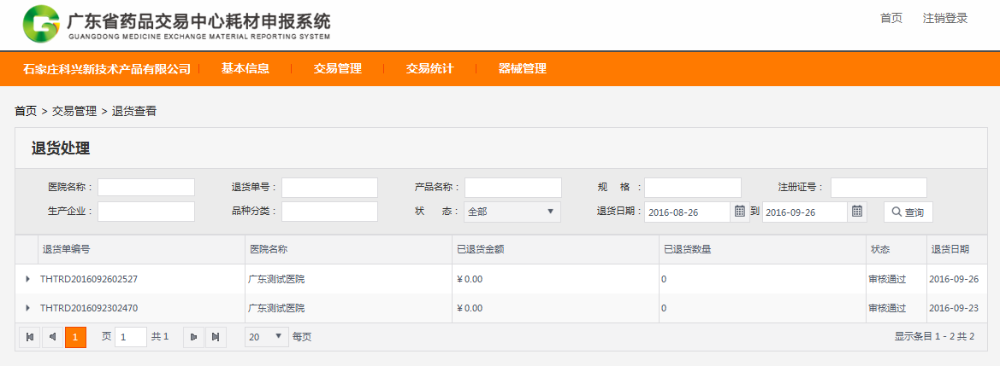 广东省药品交易中心耗材申报系统
GUANGDONG MEDICINE EXCHANGE MATERIAL REPORTING SYSTEM
首页 注销登录
石家庄科兴新技术产品有限公司 基本信息 交易管理 交易统计 器械管理
首页 > 交易管理 > 退货查看
退货处理
医院名称: 退货单号: 产品名称: 规 格: 注册证号:
生产企业: 品种分类: 状 态: 全部 退货日期: 2016-08-26 到 2016-09-26 查询
退货单编号 医院名称 已退货金额 已退货数量 状态 退货日期
THTRD2016092602527 广东测试医院 ¥0.00 0 审核通过 2016-09-26
THTRD2016092302470 广东测试医院 ¥0.00 0 审核通过 2016-09-23
1 页 1 共 1 20 每页 显示条目 1 - 2 共 2